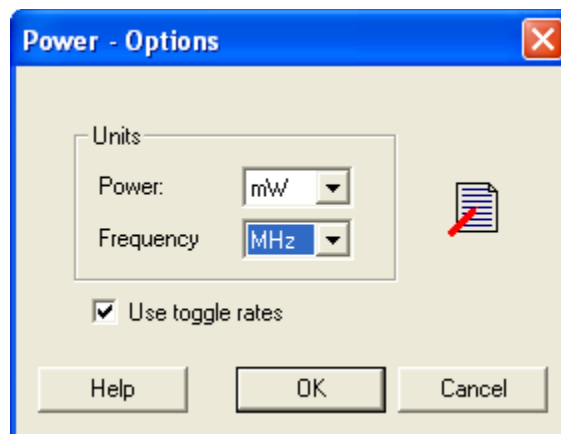 Power - Options
Units
Power: mW
Frequency MHz
Use toggle rates
Help OK Cancel